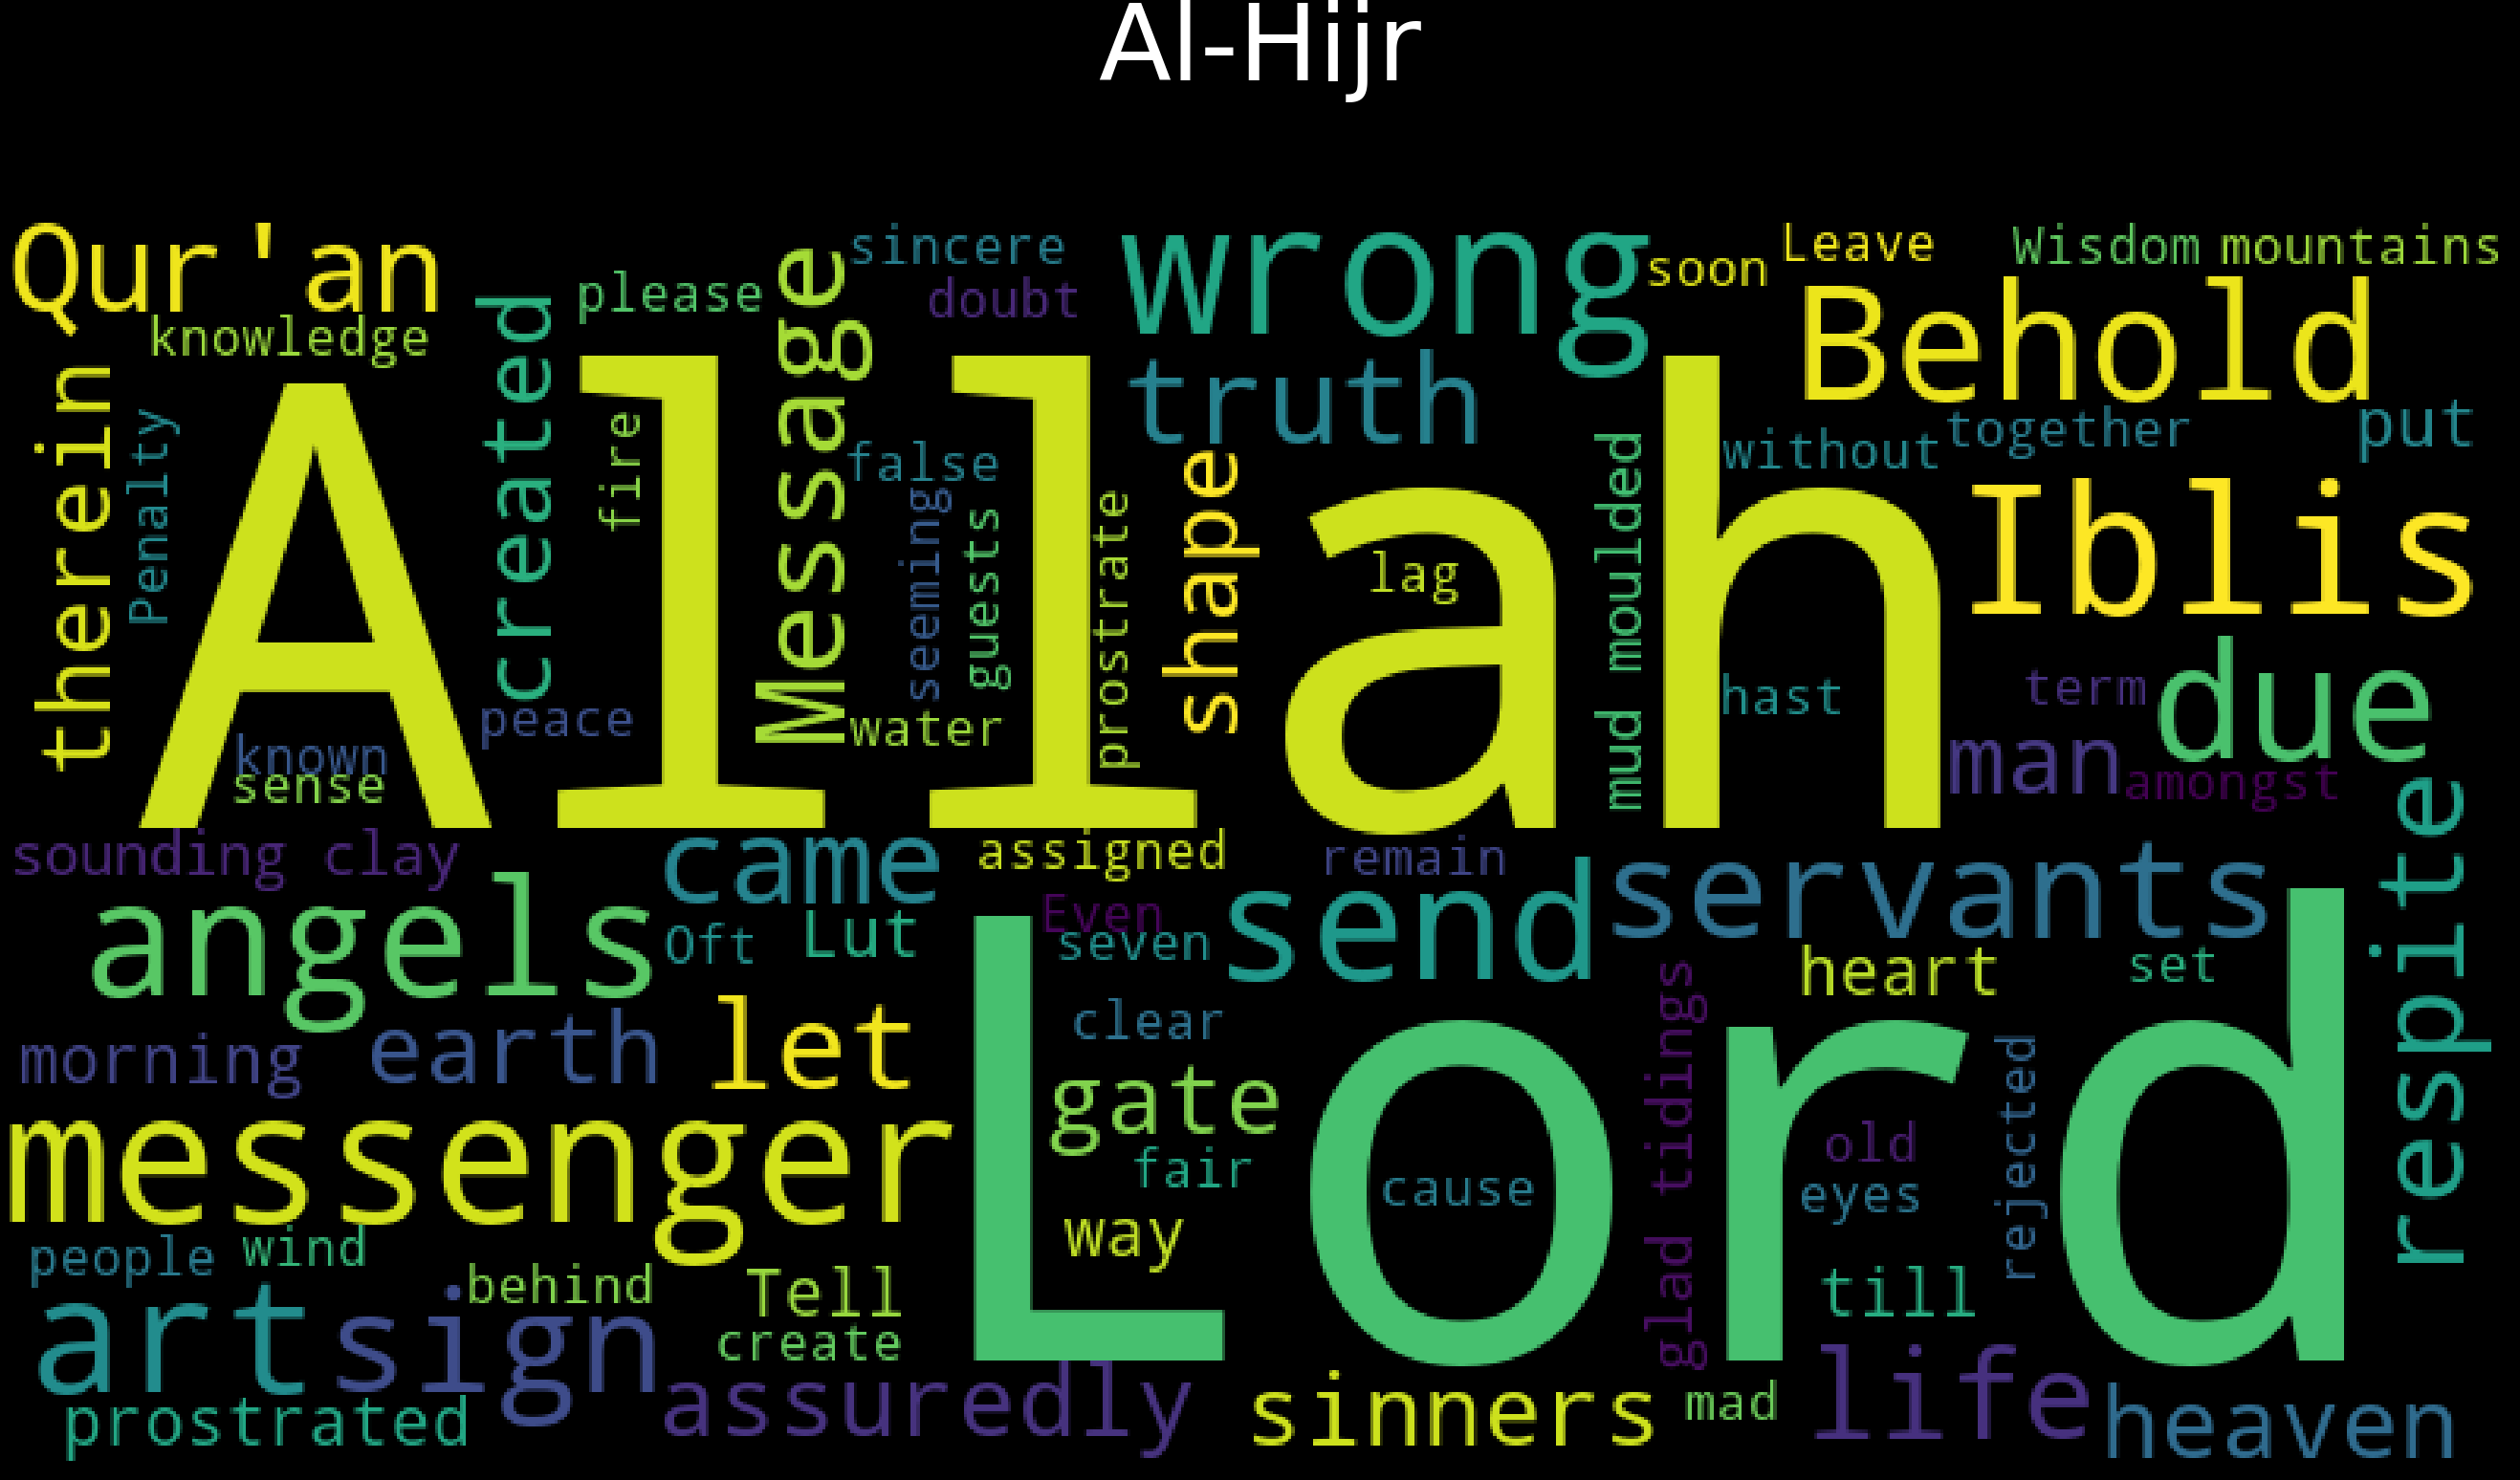 Al-Hijr
Qur'an
knowledge
therein
Penalty
created
please
fire
Message
sincere
doubt
wrong
soon
Leave
Wisdom
mountains
Behold
truth
false
seeming
guests
prostrate
shape
mud moulded
without
together
put
Allah
lag
Iblis
hast
term
due
man
amongst
peace
known
sense
water
sounding clay
came
assigned
remain
servants
respite
angels
Oft
Lut
Even
seven
send
heart
set
morning
earth
let
clear
gate
fair
glad tidings
old
eyes
rejected
messenger
Lord
cause
way
people
wind
behind
Tell
create
till
art
sign
prostrated
assuredly
sinners
mad
life
heaven